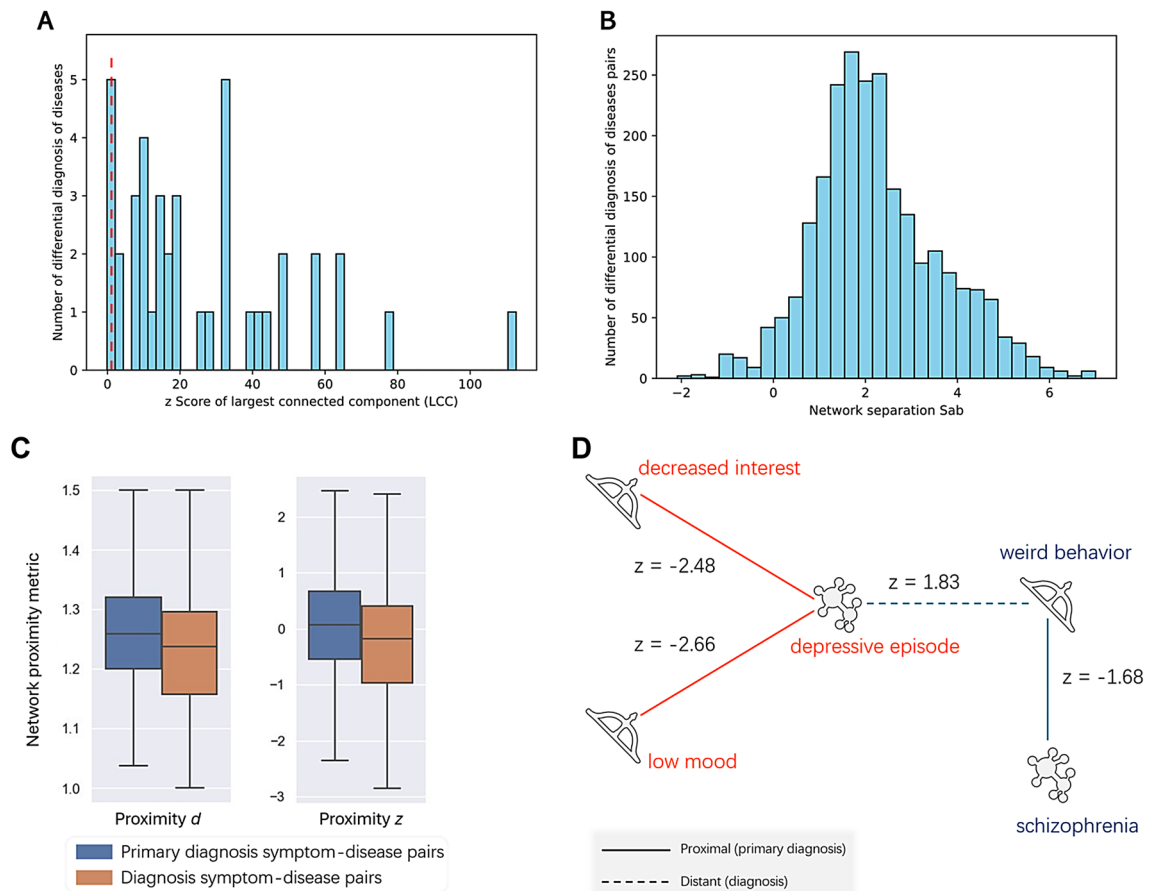 A
Number of differential diagnosis of diseases
5
4
3
2
1
0
0 20 40 60 80 100
z Score of largest connected component (LCC)
B
Number of differential diagnosis of diseases pairs
250
200
150
100
50
0
−2 0 2 4 6
Network separation Sab
C
Network proximity metric
1.5
1.4
1.3
1.2
1.1
1.0
Proximity d
2
1
0
−1
−2
−3
Proximity z
Primary diagnosis symptom-disease pairs
Diagnosis symptom-disease pairs
D
decreased interest
z = -2.48
z = -2.66
low mood
depressive episode
z = 1.83
weird behavior
z = -1.68
schizophrenia
Proximal (primary diagnosis)
Distant (diagnosis)